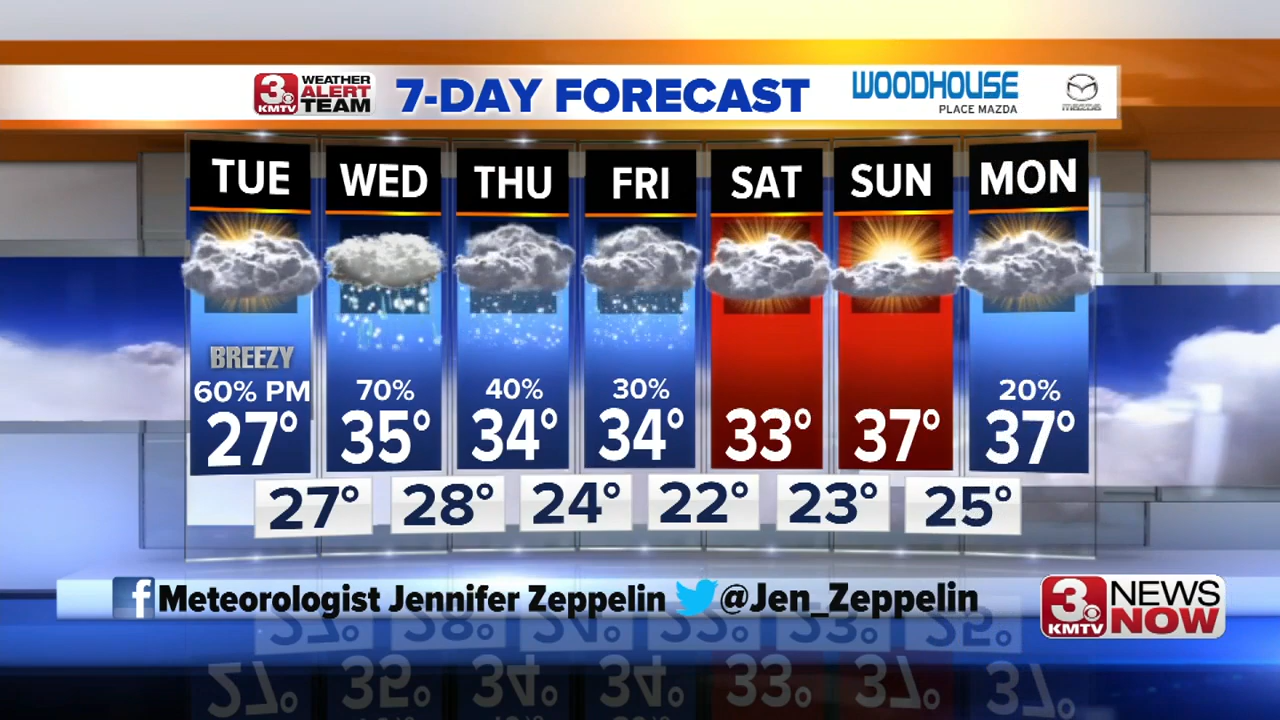 3 KMTV WEATHER ALERT TEAM
7-DAY FORECAST
WOODHOUSE
PLACE MAZDA
mazda
TUE WED THU FRI SAT SUN MON
BREEZY
60% PM 70% 40% 30% 20%
27° 35° 34° 34° 33° 37° 37°
27° 28° 24° 22° 23° 25°
f Meteorologist Jennifer Zeppelin @Jen_Zeppelin
3 KMTV NEWS NOW